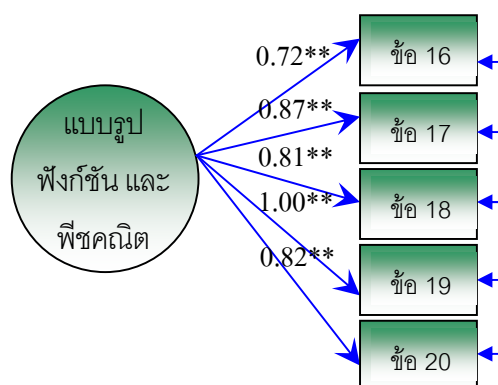 แบบรูป
ฟังก์ชัน และ
พีชคณิต
0.72**
0.87**
0.81**
1.00**
0.82**
ข้อ 16
ข้อ 17
ข้อ 18
ข้อ 19
ข้อ 20